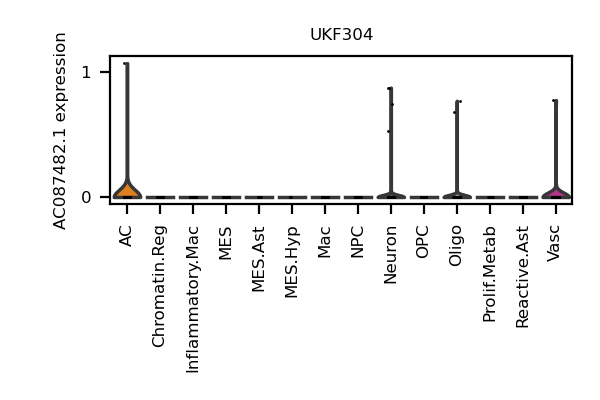 UKF304
AC087482.1 expression
1
0
AC
Chromatin.Reg
Inflammatory.Mac
MES
MES.Ast
MES.Hyp
Mac
NPC
Neuron
OPC
Oligo
Prolif.Metab
Reactive.Ast
Vasc